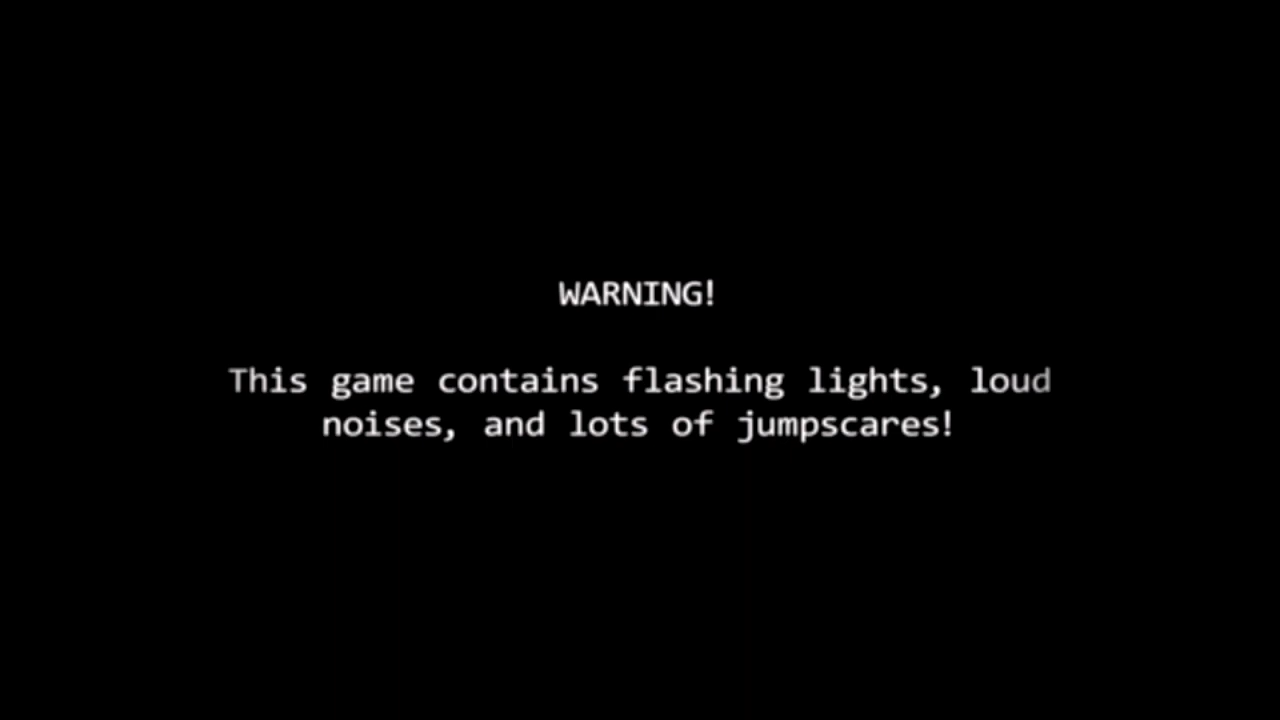 WARNING!
This game contains flashing lights, loud
noises, and lots of jumpscares!